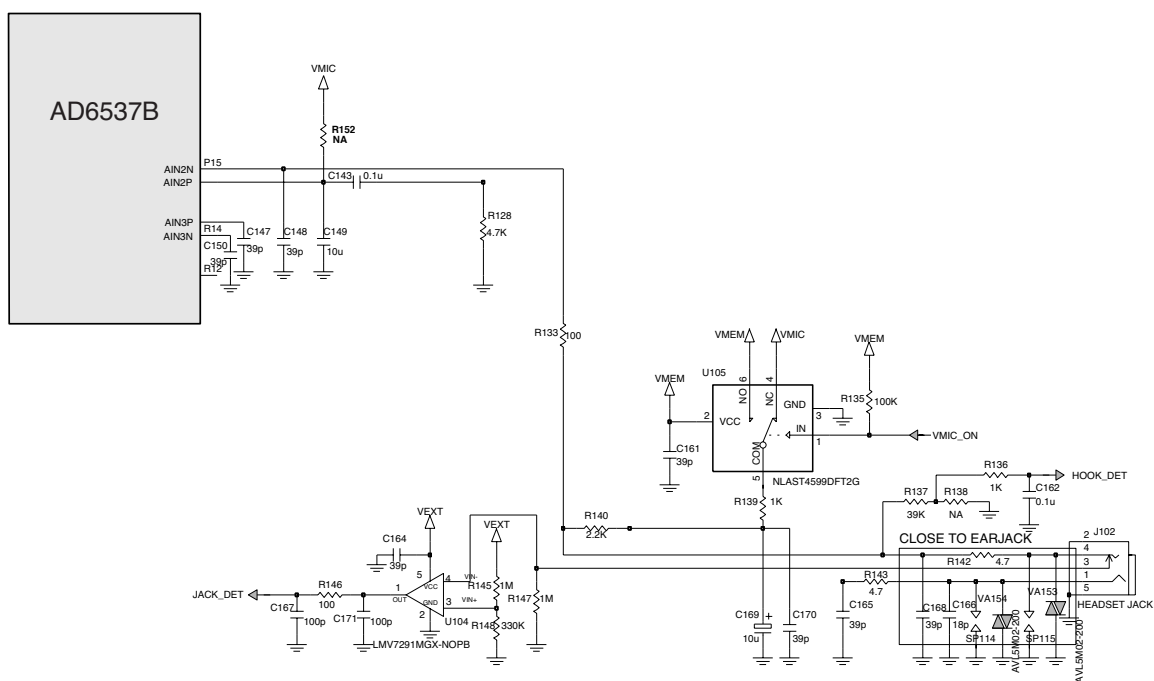 AD6537B
VMIC
R152
NA
AIN2N
P15
AIN2P
C143
0.1u
AIN3P
R14
AIN3N
C150
39p
R12
C147
39p
C148
39p
C149
10u
R128
4.7K
R133
100
VMEM
VMIC
VMEM
VMEM
U105
NO
6
NC
4
GND
3
2
VCC
IN
1
COM
5
R135
100K
VMIC_ON
C161
39p
NLAST4599DFT2G
R139
1K
R136
1K
HOOK_DET
C162
0.1u
R137
39K
R138
NA
R140
2.2K
CLOSE TO EARJACK
J102
2
4
3
1
5
R142
4.7
HEADSET JACK
R143
4.7
VA154
VA153
C165
39p
C168
39p
C166
18p
SP114
AVL5M02-200
SP115
AVL5M02-200
C169
+
10u
C170
39p
VEXT
VEXT
C164
39p
5
VCC
4
VIN-
R145
1M
R147
1M
3
VIN+
GND
2
1
OUT
U104
R148
330K
LMV7291MGX-NOPB
JACK_DET
R146
100
C167
100p
C171
100p